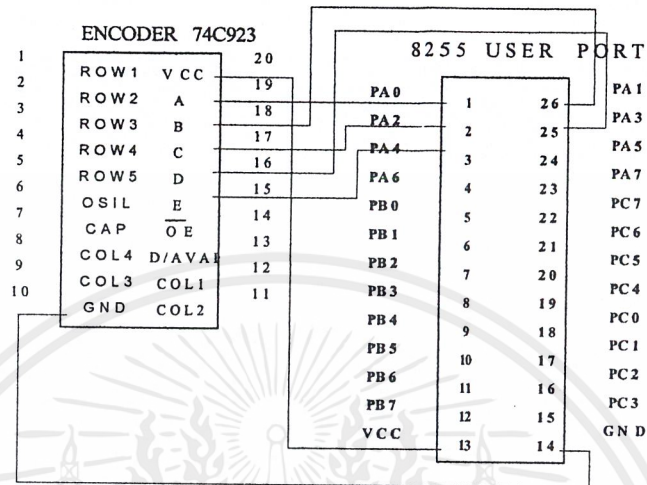 ENCODER 74C923
8255 USER PORT
1 20
ROW1 VCC
2 19
ROW2 A
3 18
ROW3 B
4 17
ROW4 C
5 16
ROW5 D
6 15
OSIL E
7 14
CAP OE
8 13
COL4 D/AVAI
9 12
COL3 COL1
10 11
GND COL2
PA0 1 26 PA1
PA2 2 25 PA3
PA4 3 24 PA5
PA6 4 23 PA7
PB0 5 22 PC7
PB1 6 21 PC6
PB2 7 20 PC5
PB3 8 19 PC4
PB4 9 18 PC0
PB5 10 17 PC1
PB6 11 16 PC2
PB7 12 15 PC3
VCC 13 14 GND